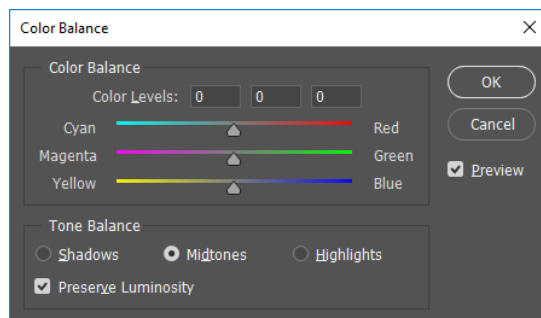 Color Balance
Color Balance
Color Levels: 0 0 0
Cyan Red
Magenta Green
Yellow Blue
OK
Cancel
Preview
Tone Balance
Shadows Midtones Highlights
Preserve Luminosity